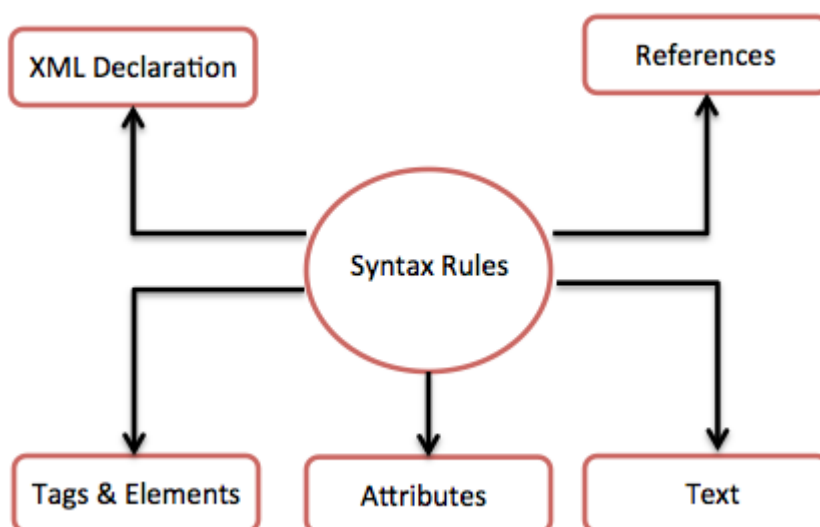 XML Declaration
References
Syntax Rules
Tags & Elements
Attributes
Text